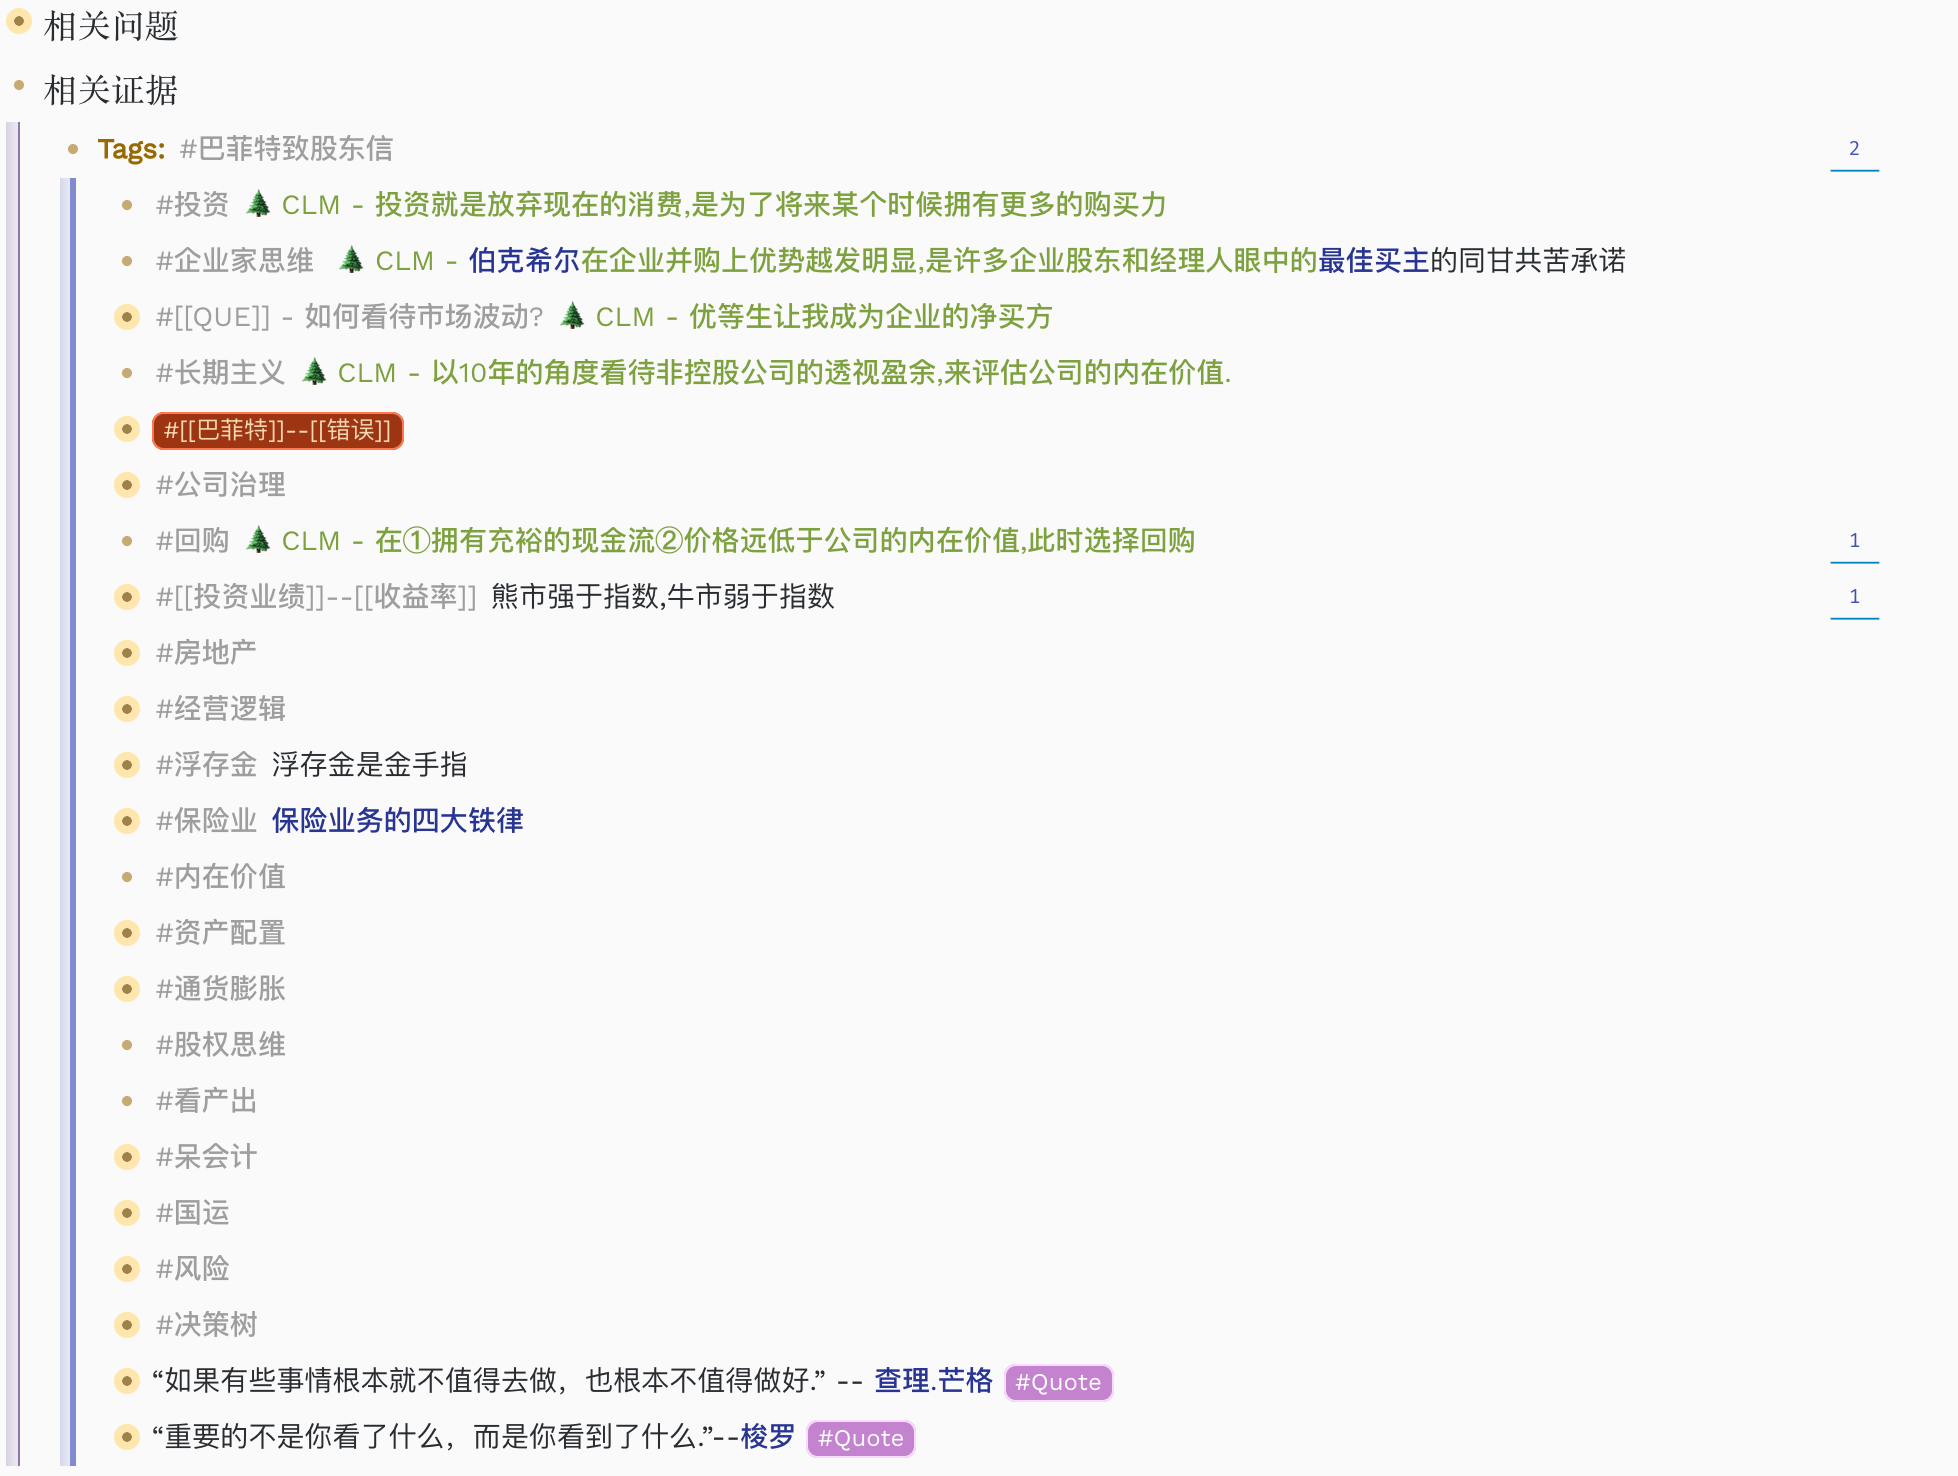 相关问题
相关证据
Tags: #巴菲特致股东信 2
#投资 🌲 CLM - 投资就是放弃现在的消费,是为了将来某个时候拥有更多的购买力
#企业家思维 🌲 CLM - 伯克希尔在企业并购上优势越发明显,是许多企业股东和经理人眼中的最佳买主的同甘共苦承诺
#[[QUE]] - 如何看待市场波动? 🌲 CLM - 优等生让我成为企业的净买方
#长期主义 🌲 CLM - 以10年的角度看待非控股公司的透视盈余,来评估公司的内在价值.
#[[巴菲特]]--[[错误]]
#公司治理
#回购 🌲 CLM - 在①拥有充裕的现金流②价格远低于公司的内在价值,此时选择回购 1
#[[投资业绩]]--[[收益率]] 熊市强于指数,牛市弱于指数 1
#房地产
#经营逻辑
#浮存金 浮存金是金手指
#保险业 保险业务的四大铁律
#内在价值
#资产配置
#通货膨胀
#股权思维
#看产出
#呆会计
#国运
#风险
#决策树
“如果有些事情根本就不值得去做，也根本不值得做好.” -- 查理.芒格 #Quote
“重要的不是你看了什么，而是你看到了什么.”--梭罗 #Quote